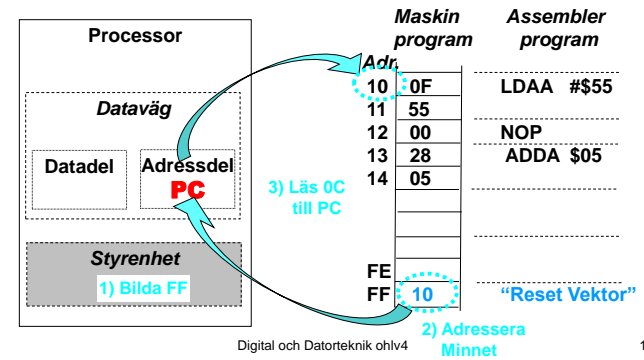 Processor
Dataväg
Datadel
Adressdel
PC
Styrenhet
1) Bilda FF
3) Läs 0C
till PC
Maskin
program
Assembler
program
Adr.
10 0F LDAA #$55
11 55
12 00 NOP
13 28 ADDA $05
14 05
FE
FF 10 "Reset Vektor"
2) Adressera
Minnet
Digital och Datorteknik ohlv4
1